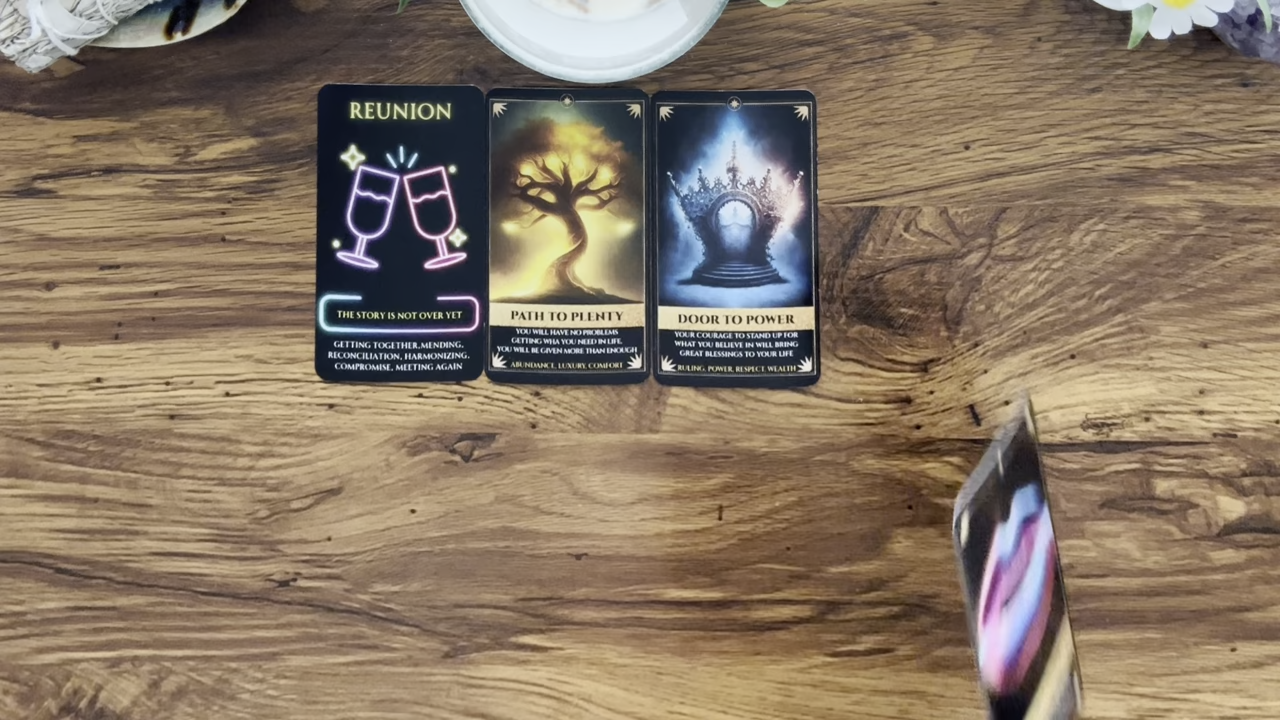 REUNION
THE STORY IS NOT OVER YET
GETTING TOGETHER.MENDING,
RECONCILIATION, HARMONIZING.
COMPROMISE, MEETING AGAIN
PATH TO PLENTY
YOU WILL HAVE NO PROBLEMS
GETTING WHA YOU NEED IN LIFE.
YOU WILL BE GIVEN MORE THAN ENOUGH
ABUNDANCE, LUXURY, COMFORT
DOOR TO POWER
YOUR COURAGE TO STAND UP FOR
WHAT YOU BELIEVE IN WILL BRING
GREAT BLESSINGS TO YOUR LIFE
RULING, POWER, RESPECT, WEALTH